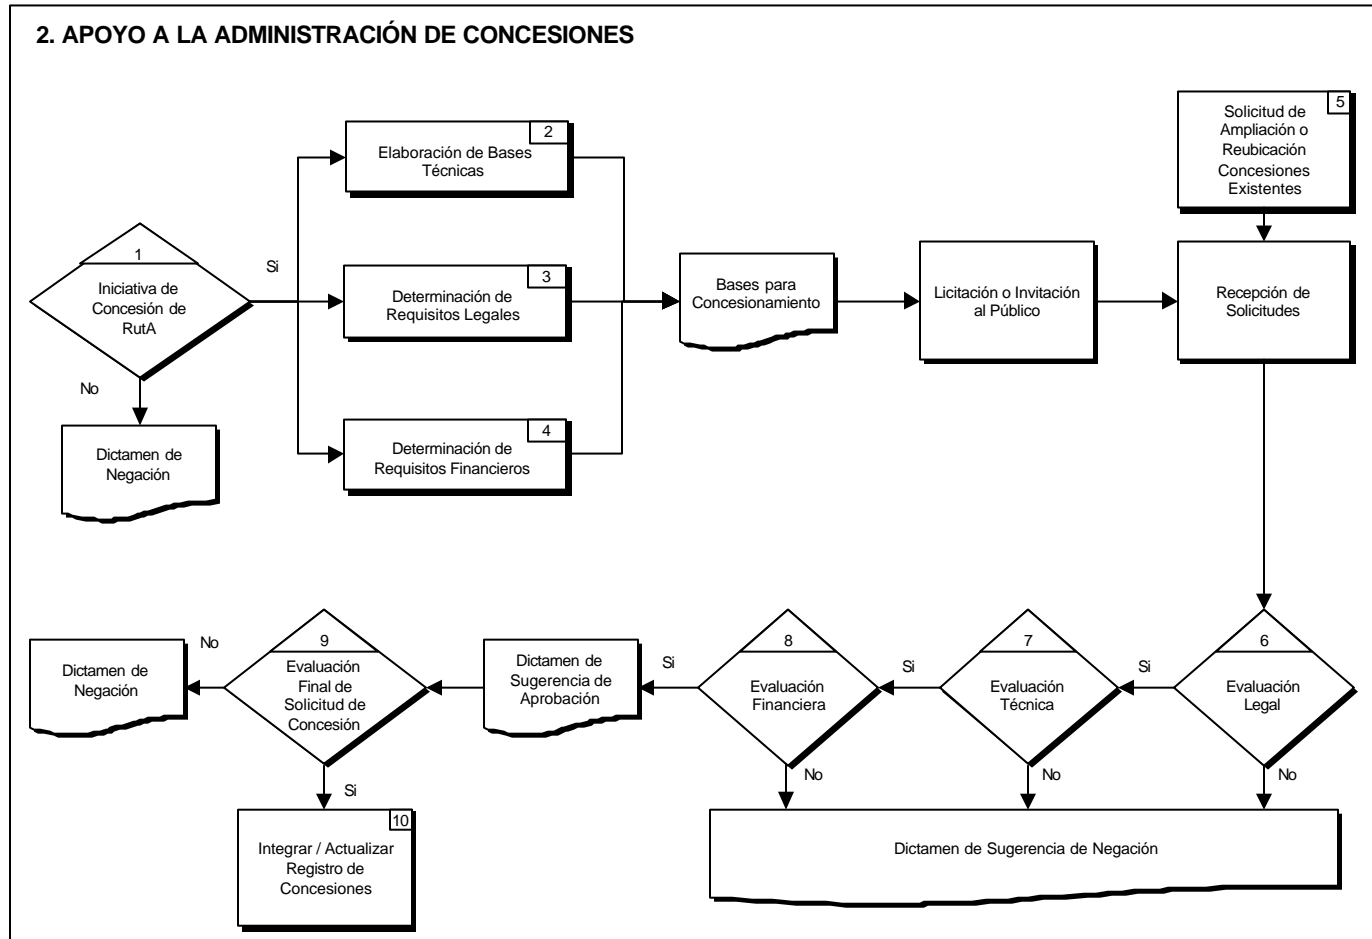 2. APOYO A LA ADMINISTRACIÓN DE CONCESIONES
5
Solicitud de
Ampliación o
Reubicación
Concesiones
Existentes
2
Elaboración de Bases
Técnicas
1
Iniciativa de
Concesión de
RutA
Si
3
Determinación de
Requisitos Legales
Bases para
Concesionamiento
Licitación o Invitación
al Público
Recepción de
Solicitudes
No
Dictamen de
Negación
4
Determinación de
Requisitos Financieros
Dictamen de
Negación
No
9
Evaluación
Final de
Solicitud de
Concesión
Dictamen de
Sugerencia de
Aprobación
Si
8
Evaluación
Financiera
Si
7
Evaluación
Técnica
Si
6
Evaluación
Legal
Si
No
No
No
10
Integrar / Actualizar
Registro de
Concesiones
Dictamen de Sugerencia de Negación